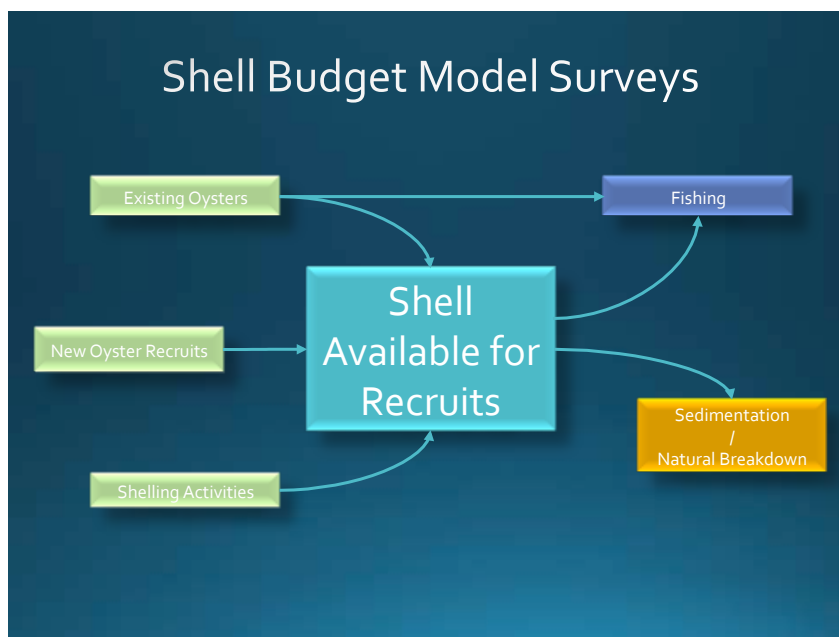 Shell Budget Model Surveys
Existing Oysters
Fishing
Shell
Available for
Recruits
New Oyster Recruits
Sedimentation
/
Natural Breakdown
Shelling Activities